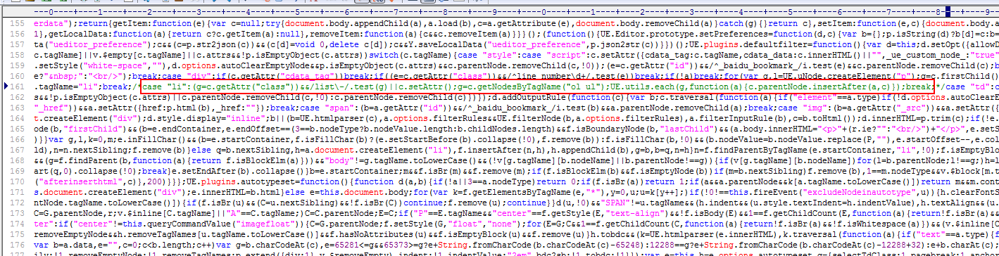 ----0----+----1----+----2----+----3----+----4----+----5----+----6----+----7----+----8----+----9----+----0----+----1----+----2----+----3----+----4----+----5----+----6----+----7----+----8----+----9-
155 erdata");return{getItem:function(e){var c=null;try{document.body.appendChild(a),a.load(b),c=a.getAttribute(e),document.body.removeChild(a)}catch(g){}return c},setItem:function(e,c){document.body.a
156 1},getLocalData:function(a){return c?c.getItem(a):null},removeItem:function(a){c&&c.removeItem(a)}}}();(function(){UE.Editor.prototype.setPreferences=function(d,c){var b={};p.isString(d)?b[d]=c:b=
157 ta("ueditor_preference");c&&(c=p.str2json(c))&&(c[d]=void 0,delete c[d]);c&&Y.saveLocalData("ueditor_preference",p.json2str(c))}})();UE.plugins.defaultfilter=function(){var d=this;d.setOpt({allowD
158 c.tagName]||v.$empty[c.tagName]||c.attrs&&!p.isEmptyObject(c.attrs))switch(c.tagName){case "style":case "script":c.setAttr({cdata_tag:c.tagName,cdata_data:c.innerHTML()||"",_ue_custom_node_:"true"
159 .setStyle("white-space",""),d.options.autoClearEmptyNode&&p.isEmptyObject(c.attrs)&&c.parentNode.removeChild(c,!0));(e=c.getAttr("id"))&&/^_baidu_bookmark_/i.test(e)&&c.parentNode.removeChild(c);b
160 e?"&nbsp;":"<br/>");break;case "div":if(c.getAttr("cdata_tag"))break;if((e=c.getAttr("class"))&&/^line number\d+/.test(e))break;if(!a)break;for(var g,l=UE.uNode.createElement("p");g=c.firstChild()
161 .tagName="li";break;/*case "li":(g=c.getAttr("class"))&&/list\-/.test(g)||c.setAttr();g=c.getNodesByTagName("ol ul");UE.utils.each(g,function(a){c.parentNode.insertAfter(a,c)});break;*/case "td":c
162 s&&!p.isEmptyObject(c.attrs)||c.parentNode.removeChild(c,!0):c.parentNode.removeChild(c)}})});d.addOutputRule(function(c){var b;c.traversal(function(a){if("element"==a.type)if(!d.options.autoClear
163 "_href"))&&a.setAttr({href:p.html(b),_href:""});break;case "span":(b=a.getAttr("id"))&&/^_baidu_bookmark_/i.test(b)&&a.parentNode.removeChild(a);break;case "img":(b=a.getAttr("_src"))&&a.setAttr({
164 t.createElement("div");d.style.display="inline";b||(b=UE.htmlparser(c),a.options.filterRules&&UE.filterNode(b,a.options.filterRules),a.filterInputRule(b),c=b.toHtml());d.innerHTML=p.trim(c);if(!e.
165 ode(b,"firstChild")&&(b=e.endContainer,e.endOffset==(3==b.nodeType?b.nodeValue.length:b.childNodes.length)&&f.isBoundaryNode(b,"lastChild")&&(a.body.innerHTML="<p>"+(r.ie?"":"<br/>")+"</p>",e.setS
166 )}}var g,l,k=0,m;e.inFillChar()&&(b=e.startContainer,f.isFillChar(b)?(e.setStartBefore(b).collapse(!0),f.remove(b)):f.isFillChar(b,!0)&&(b.nodeValue=b.nodeValue.replace(P,""),e.startOffset--,e.col
167 ld),n=n.nextSibling;f.remove(b)}else q=b.nextSibling,h=a.document.createElement("li"),f.insertAfter(n,h),h.appendChild(b),g=b,b=q,n=h}n=f.findParentByTagName(e.startContainer,"li",!0);f.isEmptyBloc
168 &&(g=f.findParent(b,function(a){return f.isBlockElm(a)}))&&"body"!=g.tagName.toLowerCase()&&(!v[g.tagName][b.nodeName]||b.parentNode!==g)){if(v[g.tagName][b.nodeName])for(l=b.parentNode;l!==g;)h=l
169 art(q,0).collapse(!0);break}e.setEndAfter(b).collapse()}b=e.startContainer;m&&f.isBr(m)&&f.remove(m);if(f.isBlockElm(b)&&f.isEmptyNode(b))if(m=b.nextSibling)f.remove(b),1==m.nodeType&&v.$block[m.t
170 ("afterinserthtml",c)},200)}}};UE.plugins.autotypeset=function(){function d(a,b){if(!a||3==a.nodeType)return 0;if(f.isBr(a))return 1;if(a&&a.parentNode&&k[a.tagName.toLowerCase()])return m&&m.cont
171 s.document.createElement("div");e.innerHTML=b.html}else e=this.document.body;for(var k=f.getElementsByTagName(e,"*"),y=0,u;u=k[y++];)if(!0!==this.fireEvent("excludeNodeinautotype",u)){h.clearFontS
172 nt.tagName.toLowerCase()]){if(f.isBr(u)&&(C=u.nextSibling)&&!f.isBr(C))continue;f.remove(u);continue}}d(u,!0)&&"SPAN"!=u.tagName&&(h.indent&&(u.style.textIndent=h.indentValue),h.textAlign&&(u.st
173 C=G.parentNode,r;v.$inline[C.tagName]||"A"==C.tagName;)C=C.parentNode;E=C;if("P"==E.tagName&&"center"==f.getStyle(E,"text-align")&&!f.isBody(E)&&1==f.getChildCount(E,function(a){return!f.isBr(a)&&
174 ter":if("center"!=this.queryCommandValue("imagefloat")){C=G.parentNode;f.setStyle(G,"float","none");for(E=G;C&&1==f.getChildCount(C,function(a){return!f.isBr(a)&&!f.isWhitespace(a)})&&(v.$inline[C
175 removeEmptyNode&&h.removeTagNames[u.tagName.toLowerCase()]&&f.hasNoAttributes(u)&&f.isEmptyBlock(u)&&f.remove(u)}h.tobdc&&(k=UE.htmlparser(e.innerHTML),k.traversal(function(a){if("text"==a.type){f
176 var b=a.data,e="",c=0;c<b.length;c++)var g=b.charCodeAt(c),e=65281<=g&&65373>=g?e+String.fromCharCode(b.charCodeAt(c)-65248):12288==g?e+String.fromCharCode(b.charCodeAt(c)-12288+32):e+b.charAt(c);